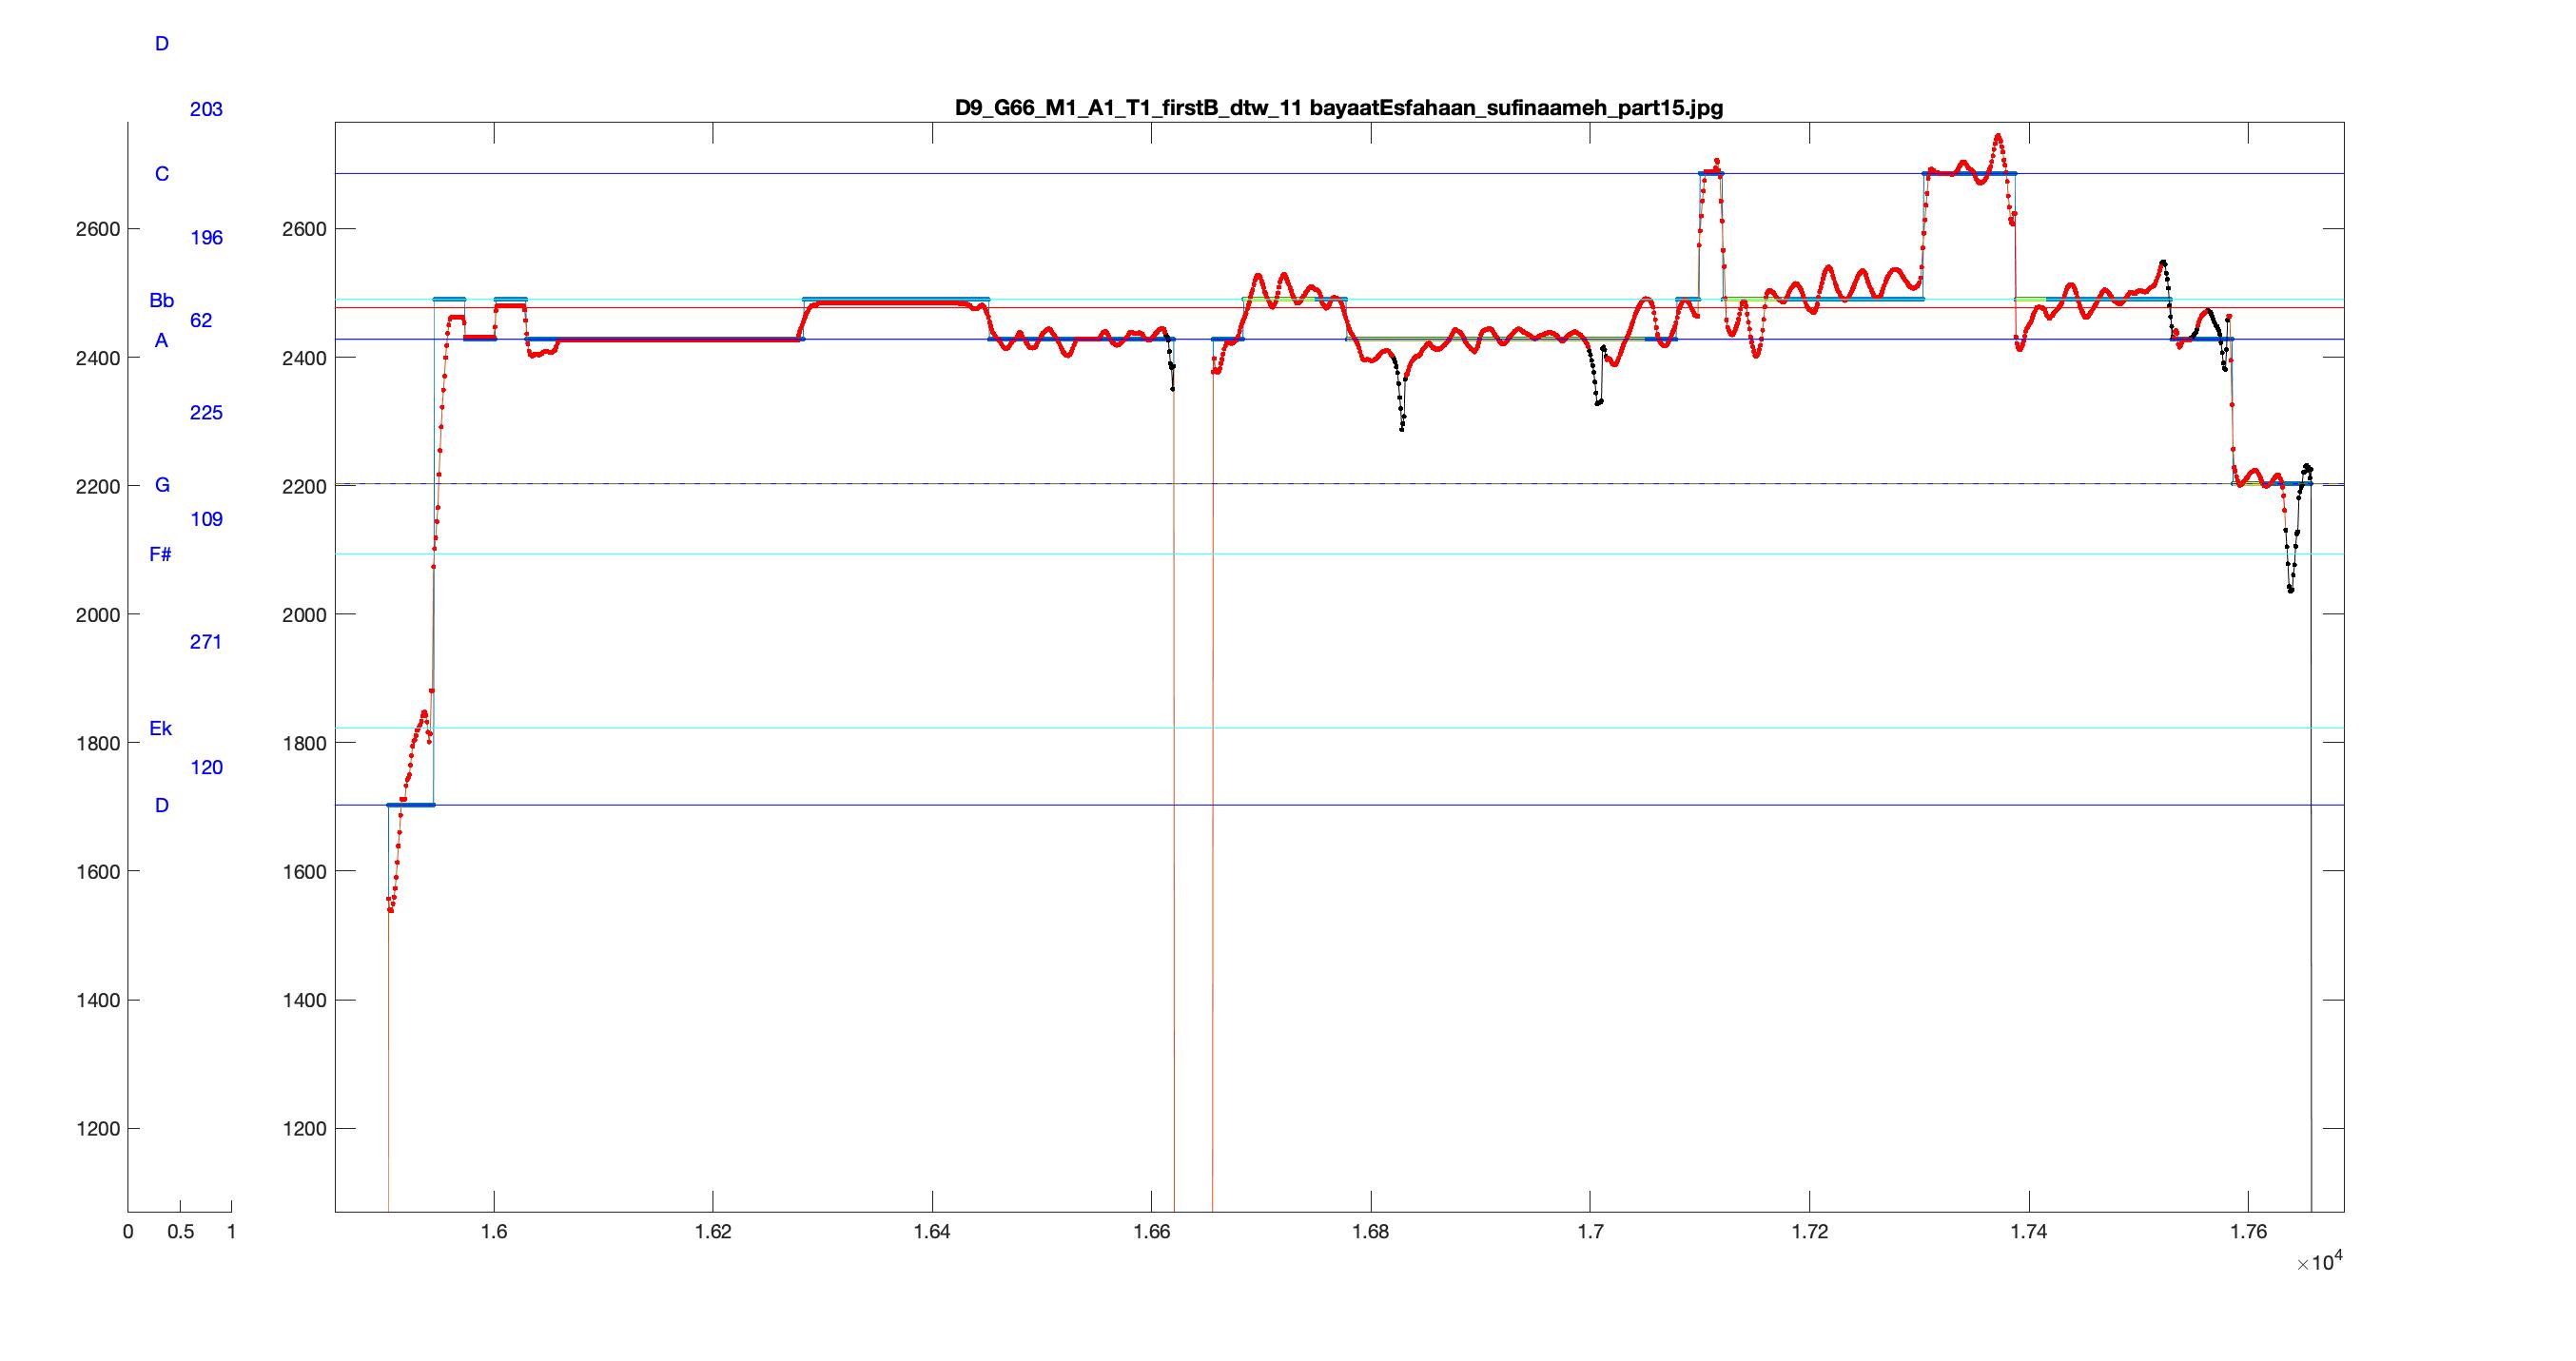 D
203
D9_G66_M1_A1_T1_firstB_dtw_11 bayaatEsfahaan_sufinaameh_part15.jpg
C
2600 196 2600
Bb
62
A
2400 2400
225
2200 G 2200
109
F#
2000 2000
271
Ek
1800 1800
120
D
1600 1600
1400 1400
1200 1200
0 0.5 1 1.6 1.62 1.64 1.66 1.68 1.7 1.72 1.74 1.76
×10⁴